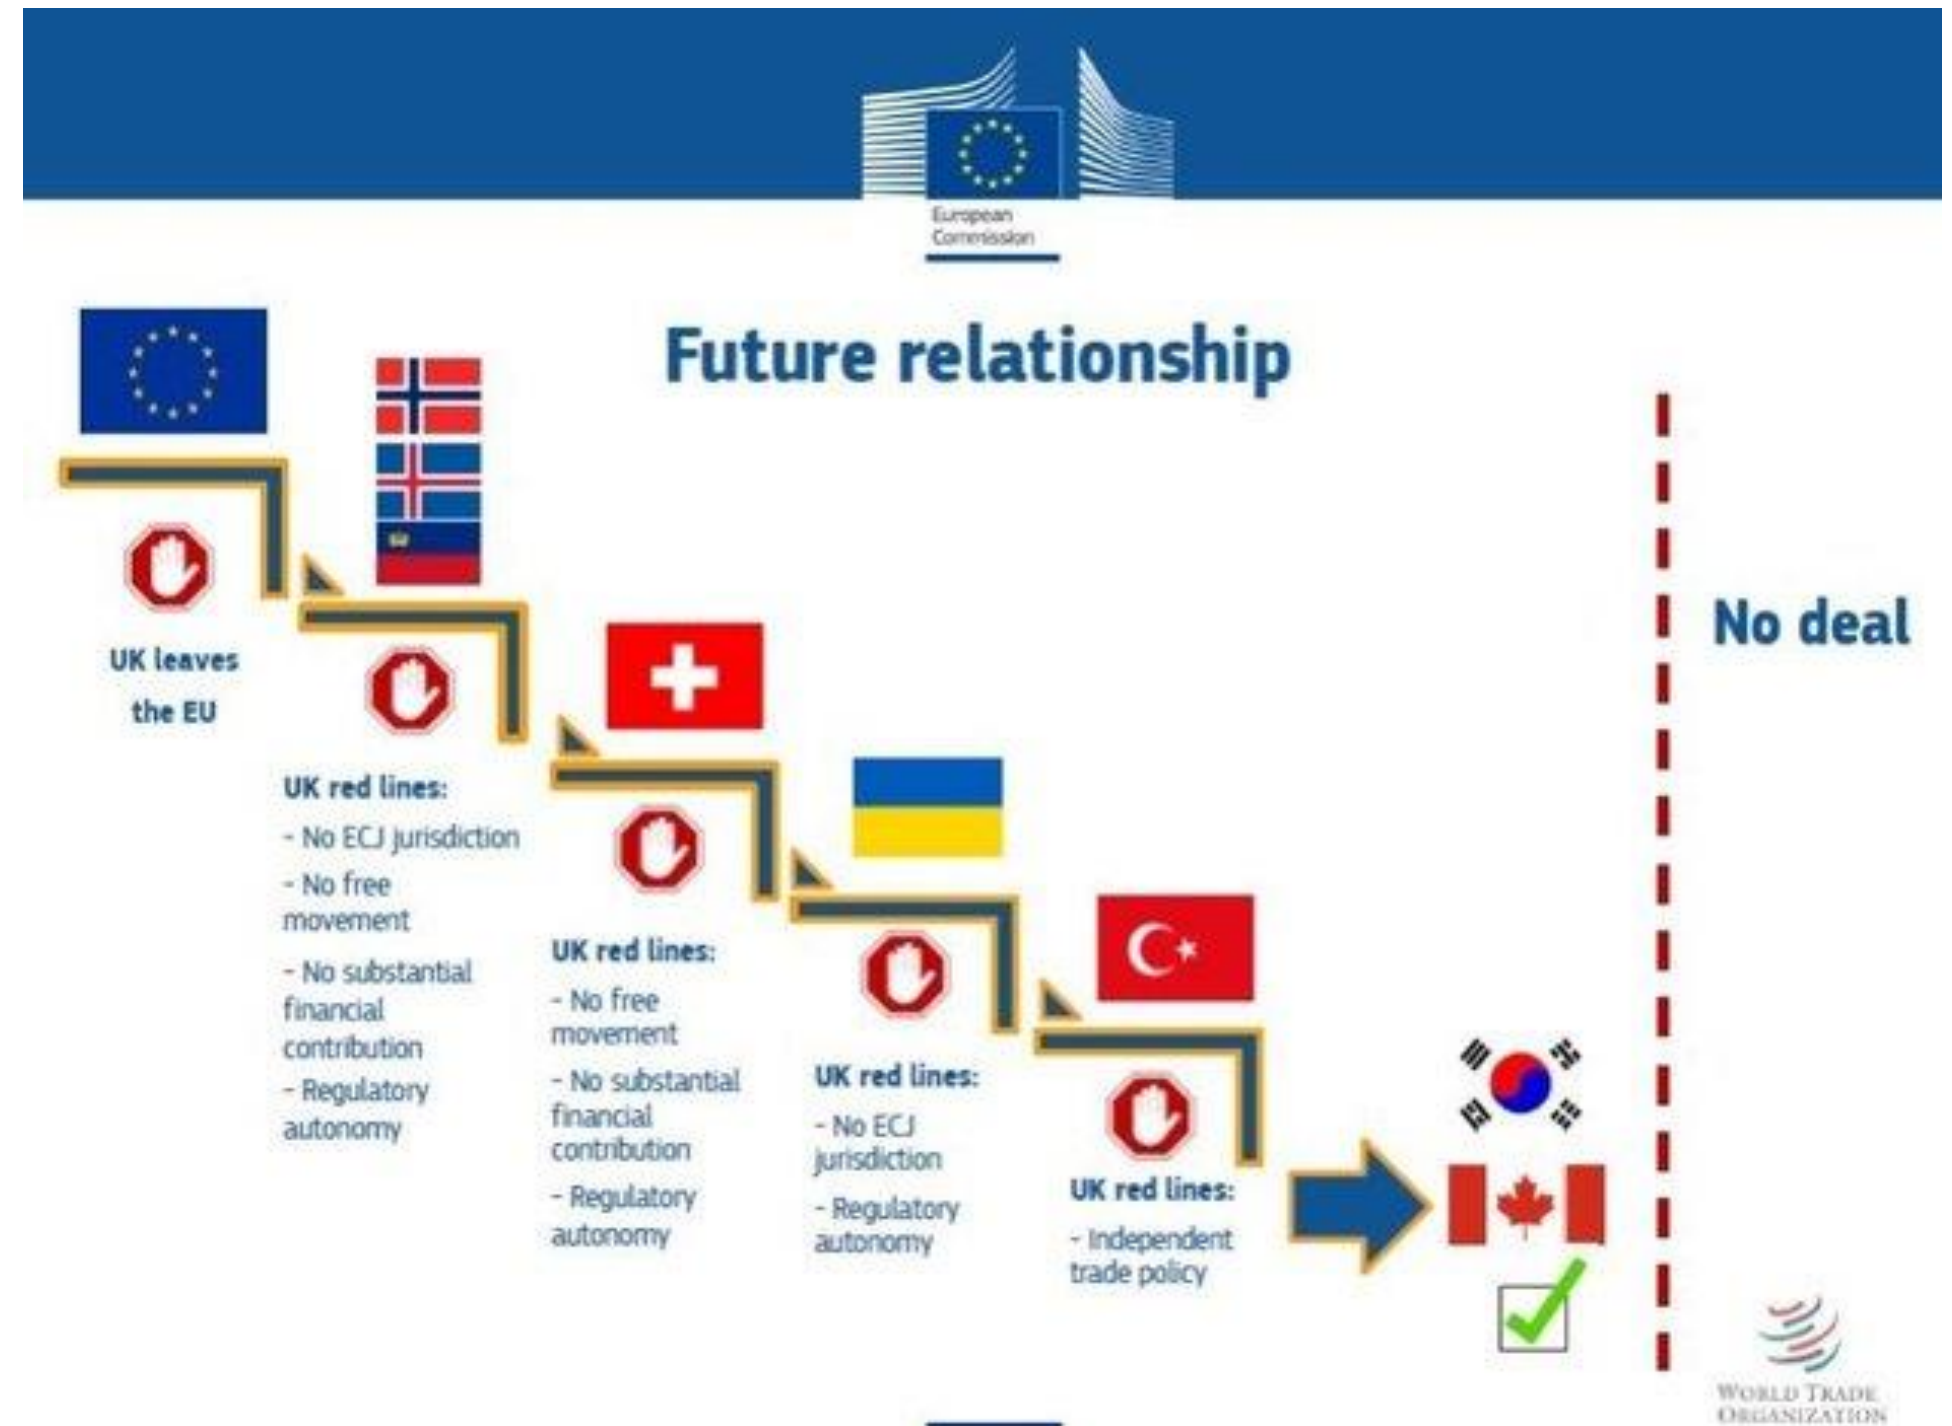 European
Commission
Future relationship
UK leaves
the EU
UK red lines:
- No ECJ jurisdiction
- No free
movement
- No substantial
financial
contribution
- Regulatory
autonomy
UK red lines:
- No free
movement
- No substantial
financial
contribution
- Regulatory
autonomy
UK red lines:
- No ECJ
jurisdiction
- Regulatory
autonomy
UK red lines:
- Independent
trade policy
No deal
WORLD TRADE
ORGANIZATION